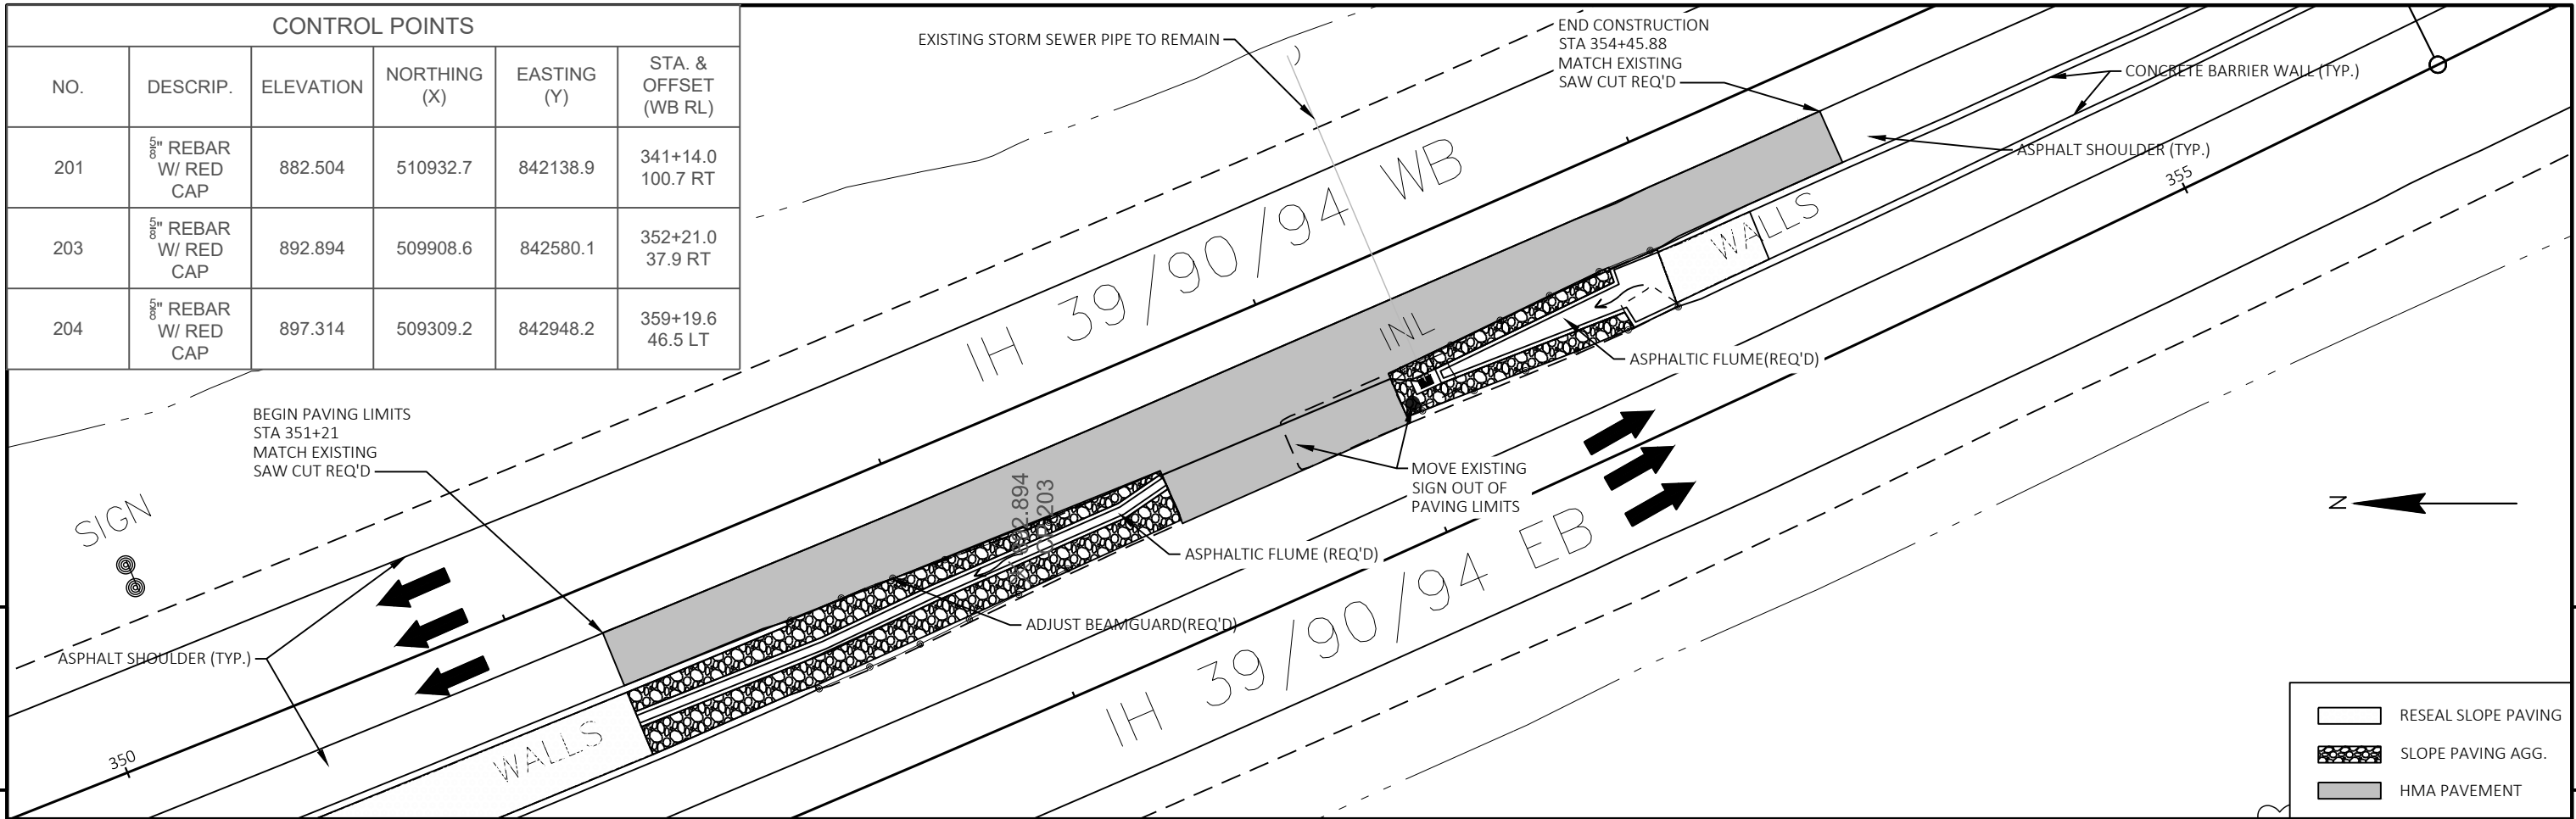 CONTROL POINTS
NO. DESCRIP. ELEVATION NORTHING (X) EASTING (Y) STA. & OFFSET (WB RL)
201 5/8" REBAR W/ RED CAP 882.504 510932.7 842138.9 341+14.0 100.7 RT
203 5/8" REBAR W/ RED CAP 892.894 509908.6 842580.1 352+21.0 37.9 RT
204 5/8" REBAR W/ RED CAP 897.314 509309.2 842948.2 359+19.6 46.5 LT
EXISTING STORM SEWER PIPE TO REMAIN
END CONSTRUCTION
STA 354+45.88
MATCH EXISTING
SAW CUT REQ'D
CONCRETE BARRIER WALL (TYP.)
ASPHALT SHOULDER (TYP.)
355
IH 39/90/94 WB
WALLS
INL
ASPHALTIC FLUME(REQ'D)
BEGIN PAVING LIMITS
STA 351+21
MATCH EXISTING
SAW CUT REQ'D
MOVE EXISTING
SIGN OUT OF
PAVING LIMITS
SIGN
N
ASPHALTIC FLUME (REQ'D)
ADJUST BEAMGUARD(REQ'D)
IH 39/90/94 EB
ASPHALT SHOULDER (TYP.)
WALLS
350
RESEAL SLOPE PAVING
SLOPE PAVING AGG.
HMA PAVEMENT